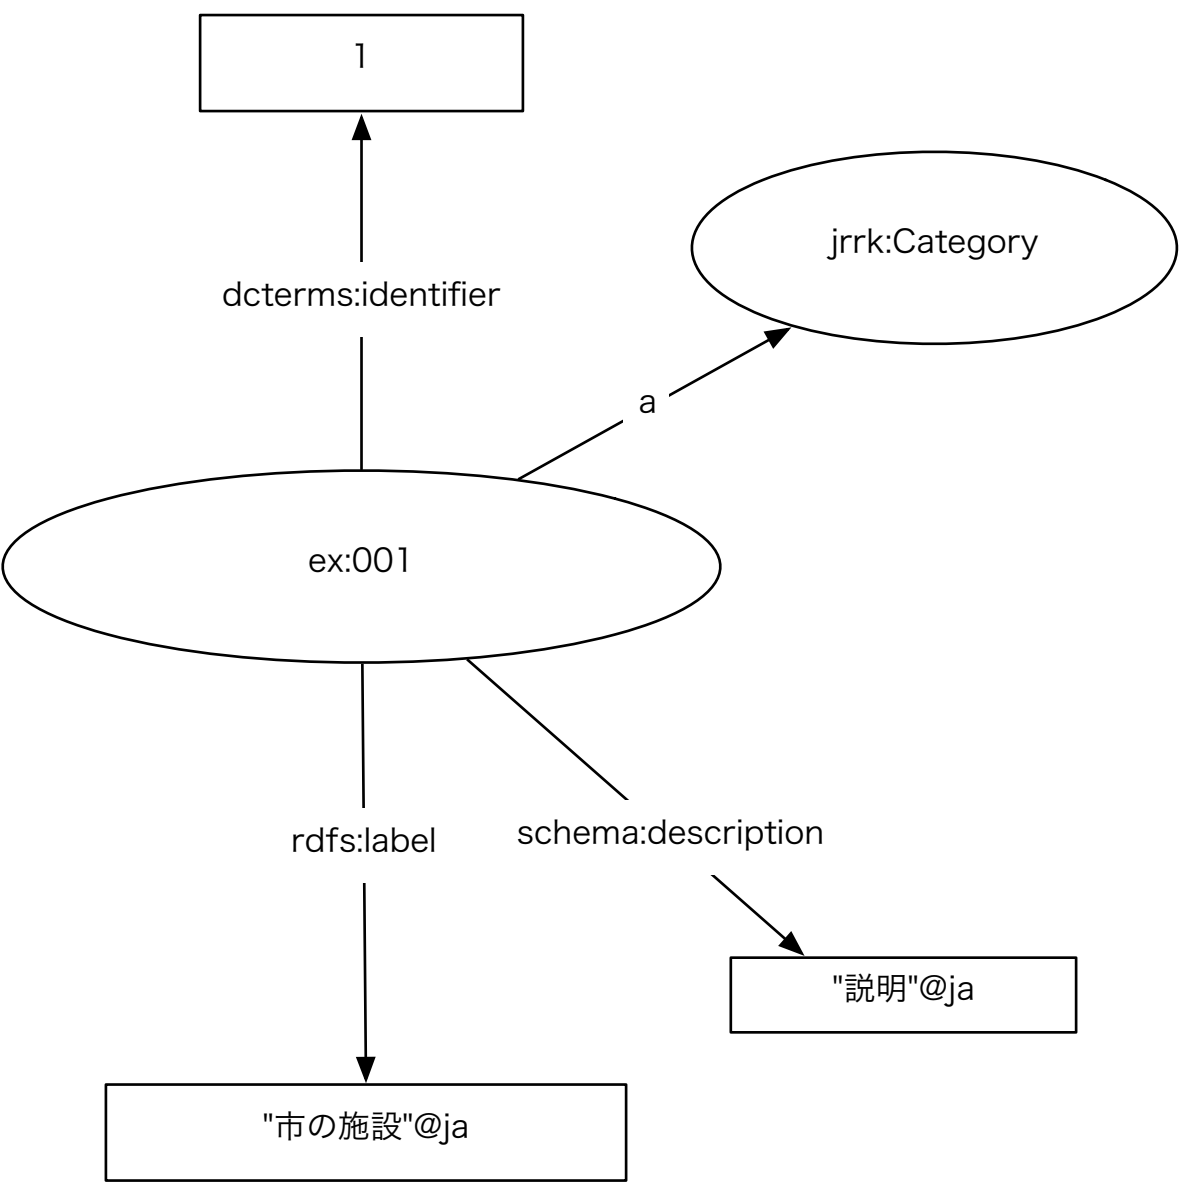 1
jrrk:Category
dcterms:identifier
a
ex:001
rdfs:label
schema:description
"説明"@ja
"市の施設"@ja